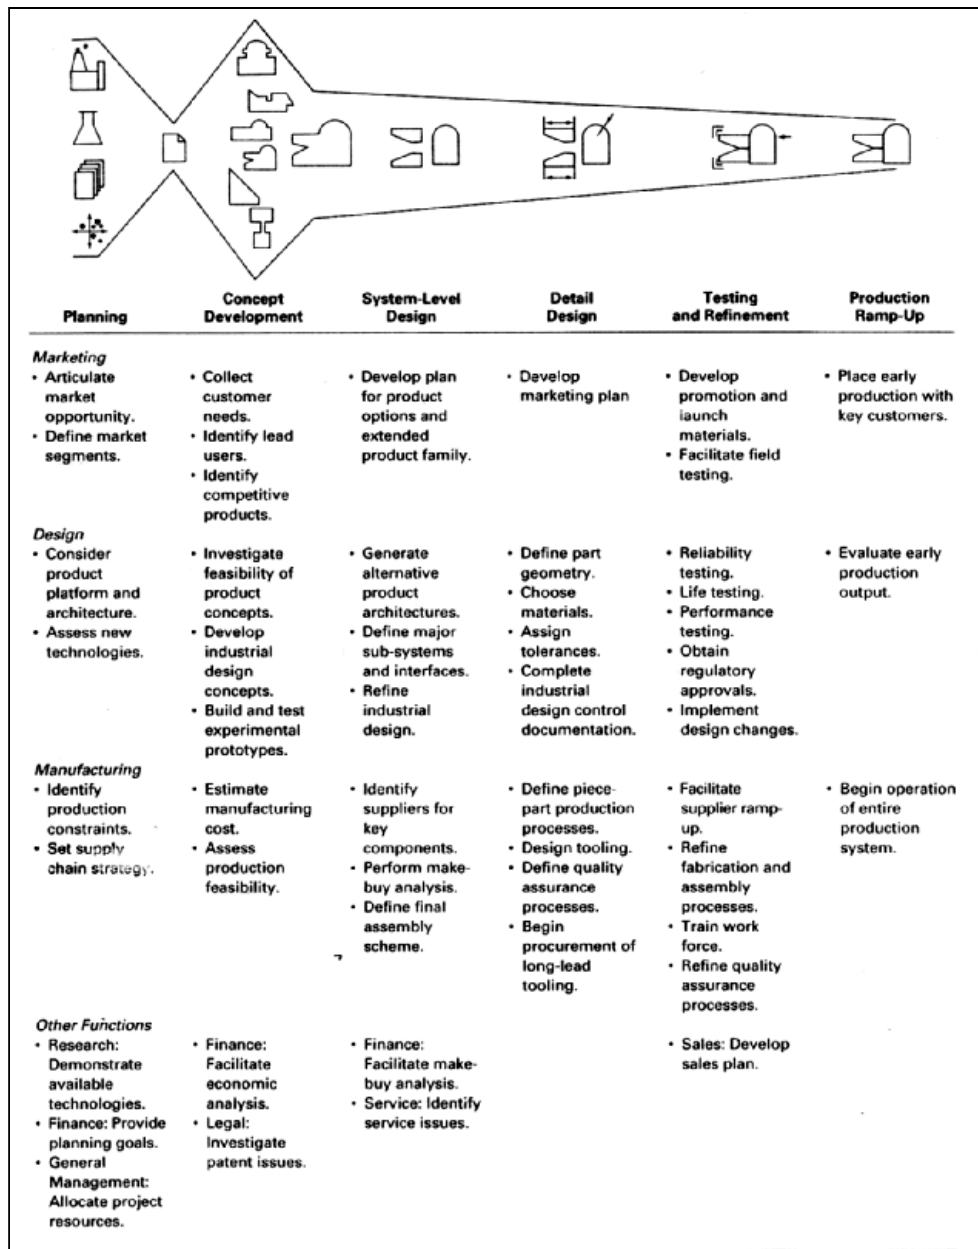 Planning
Concept
Development
System-Level
Design
Detail
Design
Testing
and Refinement
Production
Ramp-Up
Marketing
• Articulate
market
opportunity.
• Define market
segments.
• Collect
customer
needs.
• Identify lead
users.
• Identify
competitive
products.
• Develop plan
for product
options and
extended
product family.
• Develop
marketing plan
• Develop
promotion and
launch
materials.
• Facilitate field
testing.
• Place early
production with
key customers.
Design
• Consider
product
platform and
architecture.
• Assess new
technologies.
• Investigate
feasibility of
product
concepts.
• Develop
industrial
design
concepts.
• Build and test
experimental
prototypes.
• Generate
alternative
product
architectures.
• Define major
sub-systems
and interfaces.
• Refine
industrial
design.
• Define part
geometry.
• Choose
materials.
• Assign
tolerances.
• Complete
industrial
design control
documentation.
• Reliability
testing.
• Life testing.
• Performance
testing.
• Obtain
regulatory
approvals.
• Implement
design changes.
• Evaluate early
production
output.
Manufacturing
• Identify
production
constraints.
• Set supply
chain strategy.
• Estimate
manufacturing
cost.
• Assess
production
feasibility.
• Identify
suppliers for
key
components.
• Perform make-
buy analysis.
• Define final
assembly
scheme.
• Define piece-
part production
processes.
• Design tooling.
• Define quality
assurance
processes.
• Begin
procurement of
long-lead
tooling.
• Facilitate
supplier ramp-
up.
• Refine
fabrication and
assembly
processes.
• Train work
force.
• Refine quality
assurance
processes.
• Begin operation
of entire
production
system.
Other Functions
• Research:
Demonstrate
available
technologies.
• Finance: Provide
planning goals.
• General
Management:
Allocate project
resources.
• Finance:
Facilitate
economic
analysis.
• Legal:
Investigate
patent issues.
• Finance:
Facilitate make-
buy analysis.
• Service: Identify
service issues.
• Sales: Develop
sales plan.